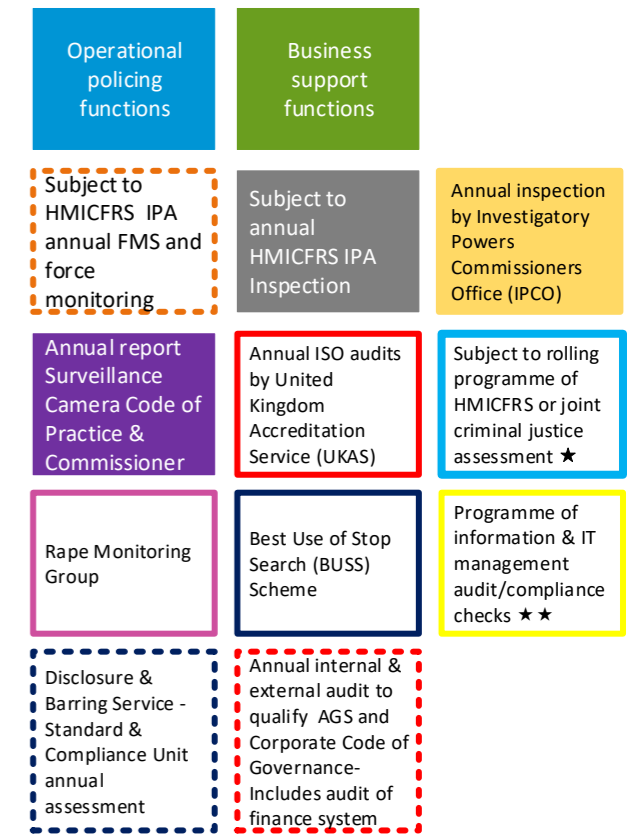 Operational
policing
functions
Business
support
functions
Subject to
HMICFRS IPA
annual FMS and
force
monitoring
Subject to
annual
HMICFRS IPA
Inspection
Annual inspection
by Investigatory
Powers
Commissioners
Office (IPCO)
Annual report
Surveillance
Camera Code of
Practice &
Commissioner
Annual ISO audits
by United
Kingdom
Accreditation
Service (UKAS)
Subject to rolling
programme of
HMICFRS or joint
criminal justice
assessment ★
Rape Monitoring
Group
Best Use of Stop
Search (BUSS)
Scheme
Programme of
information & IT
management
audit/compliance
checks ★ ★
Disclosure &
Barring Service -
Standard &
Compliance Unit
annual
assessment
Annual internal &
external audit to
qualify AGS and
Corporate Code of
Governance-
Includes audit of
finance system